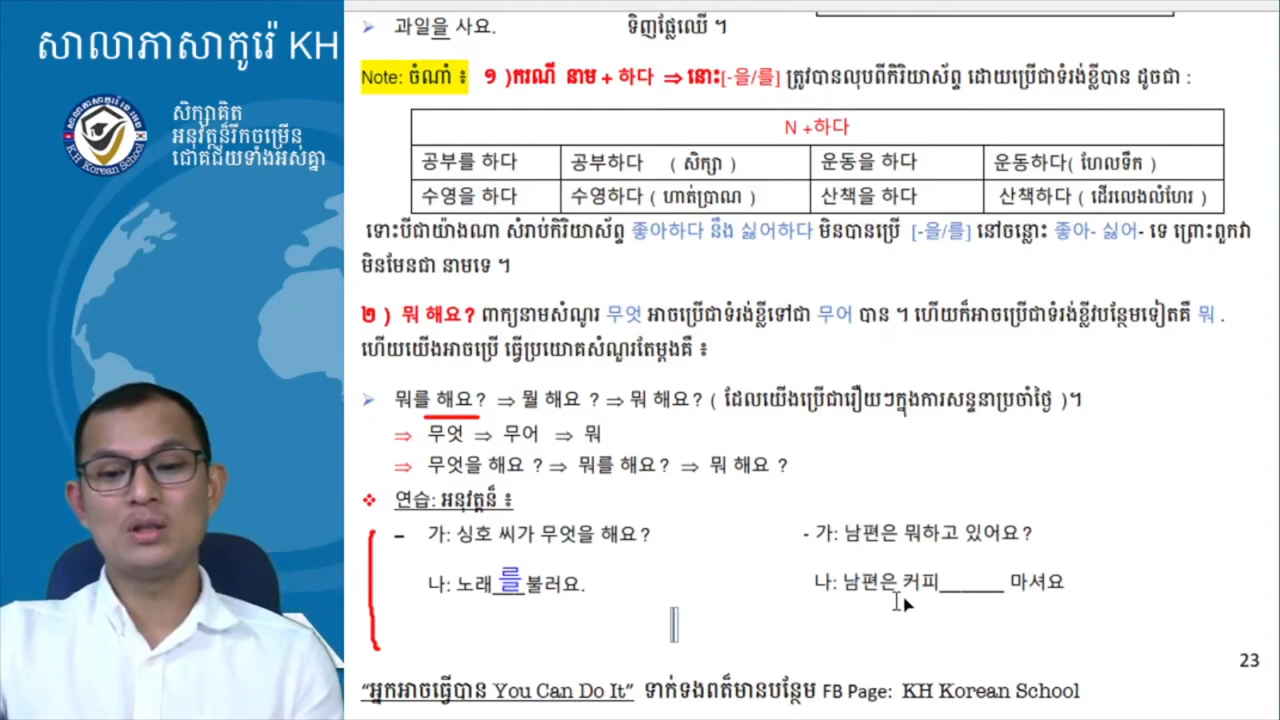 សាលាភាសាកូរ៉េ KH
សិក្សាគិត
អនុវត្តន៍រីកចម្រើន
ជោគជ័យទាំងអស់គ្នា
KH Korean School
➤ 과일을 사요. ទិញផ្លែឈើ ។
Note: ចំណាំ ៖ ១ )ករណី នាម + 하다 ⇒ នោះ[-을/를] ត្រូវបានលុបពីកិរិយាស័ព្ទ ដោយប្រើជាទំរង់ខ្លីបាន ដូចជា :
N +하다
공부를 하다 공부하다 ( សិក្សា ) 운동을 하다 운동하다( ហែលទឹក )
수영을 하다 수영하다 ( ហាត់ប្រាណ ) 산책을 하다 산책하다 ( ដើរលេងលំហែរ )
ទោះបីជាយ៉ាងណា សំរាប់កិរិយាស័ព្ទ 좋아하다 នឹង 싫어하다 មិនបានប្រើ [-을/를] នៅចន្លោះ 좋아- 싫어- ទេ ព្រោះពួកវា
មិនមែនជា នាមទេ ។
២ ) 뭐 해요? ពាក្យនាមសំណួរ 무엇 អាចប្រើជាទំរង់ខ្លីទៅជា 무어 បាន ។ ហើយក៏អាចប្រើជាទំរង់ខ្លីបន្ថែមទៀតគឺ 뭐 .
ហើយយើងអាចប្រើ ធ្វើប្រយោគសំណួរតែម្តងគឺ ៖
➤ 뭐를 해요? ⇒ 뭘 해요 ? ⇒ 뭐 해요? ( ដែលយើងប្រើជារឿយៗក្នុងការសន្ទនាប្រចាំថ្ងៃ )។
⇒ 무엇 ⇒ 무어 ⇒ 뭐
⇒ 무엇을 해요 ? ⇒ 뭐를 해요? ⇒ 뭐 해요 ?
❖ 연습: អនុវត្តន៍ ៖
– 가: 싱호 씨가 무엇을 해요? - 가: 남편은 뭐하고 있어요?
나: 노래_를_불러요. 나: 남편은 커피______ 마셔요
23
“អ្នកអាចធ្វើបាន You Can Do It” ទាក់ទងពត៌មានបន្ថែម FB Page: KH Korean School